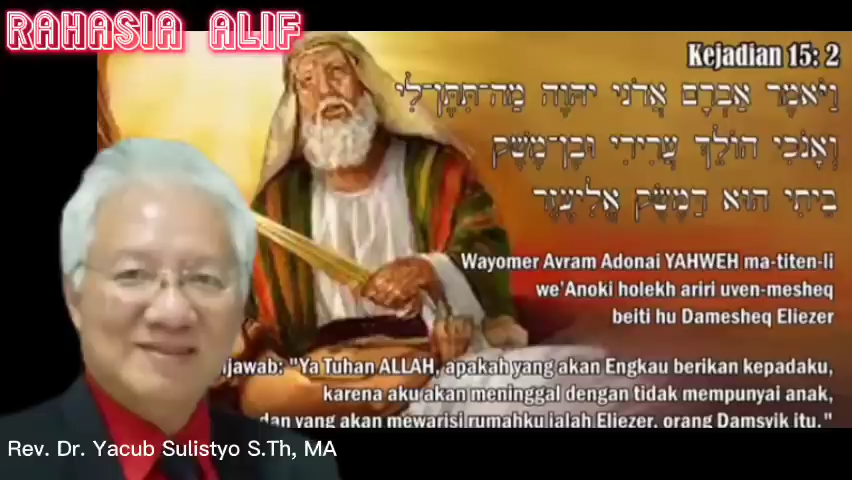 RAHASIA ALIF
Kejadian 15: 2
וַיֹּאמֶר אַבְרָם אֲדֹנָי יֱהוִה מַה־תִּתֶּן־לִי
וְאָנֹכִי הוֹלֵךְ עֲרִירִי וּבֶן־מֶשֶׁק
בֵּיתִי הוּא דַּמֶּשֶׂק אֱלִיעֶזֶר
Wayomer Avram Adonai YAHWEH ma-titen-li
we'Anoki holekh ariri uven-mesheq
beiti hu Damesheq Eliezer
jawab: "Ya Tuhan ALLAH, apakah yang akan Engkau berikan kepadaku,
karena aku akan meninggal dengan tidak mempunyai anak,
dan yang akan mewarisi rumahku ialah Eliezer, orang Damsyik itu."
Rev. Dr. Yacub Sulistyo S.Th, MA